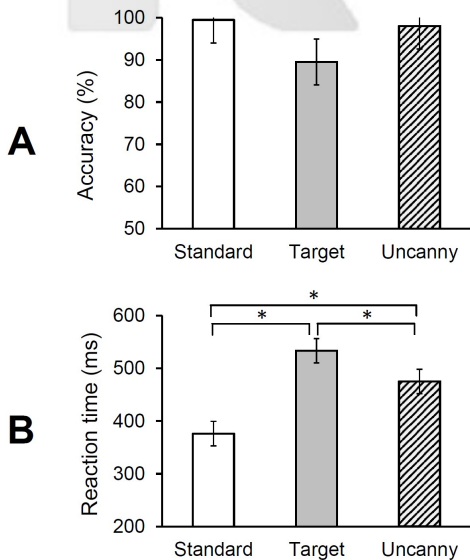 A
Accuracy (%)
100
90
80
70
60
50
Standard Target Uncanny
B
Reaction time (ms)
600
500
400
300
200
*
* *
Standard Target Uncanny